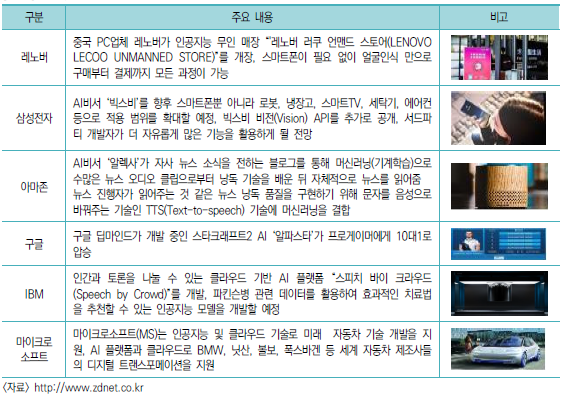 구분 주요 내용 비고
레노버
중국 PC업체 레노버가 인공지능 무인 매장 "“레노버 러쿠 언맨드 스토어(LENOVO
LECOO UNMANNED STORE)”를 개장, 스마트폰이 필요 없이 얼굴인식 만으로
구매부터 결제까지 모든 과정이 가능
삼성전자
AI비서 ‘빅스비’를 향후 스마트폰뿐 아니라 로봇, 냉장고, 스마트TV, 세탁기, 에어컨
등으로 적용 범위를 확대할 예정, 빅스비 비전(Vision) API를 추가로 공개, 서드파
티 개발자가 더 자유롭게 많은 기능을 활용하게 될 전망
아마존
AI비서 ‘알렉사’가 자사 뉴스 소식을 전하는 블로그를 통해 머신러닝(기계학습)으로
수많은 뉴스 오디오 클립으로부터 낭독 기술을 배운 뒤 자체적으로 뉴스를 읽어줌
뉴스 진행자가 읽어주는 것 같은 뉴스 낭독 품질을 구현하기 위해 문자를 음성으로
바꿔주는 기술인 TTS(Text-to-speech) 기술에 머신러닝을 결합
구글
구글 딥마인드가 개발 중인 스타크래프트2 AI ‘알파스타’가 프로게이머에게 10대1로
압승
IBM
인간과 토론을 나눌 수 있는 클라우드 기반 AI 플랫폼 “스피치 바이 크라우드
(Speech by Crowd)”를 개발, 파킨슨병 관련 데이터를 활용하여 효과적인 치료법
을 추천할 수 있는 인공지능 모델을 개발할 예정
마이크로
소프트
마이크로소프트(MS)는 인공지능 및 클라우드 기술로 미래 자동차 기술 개발을 지
원, AI 플랫폼과 클라우드로 BMW, 닛산, 볼보, 폭스바겐 등 세계 자동차 제조사들
의 디지털 트랜스포메이션을 지원
〈자료〉 http://www.zdnet.co.kr